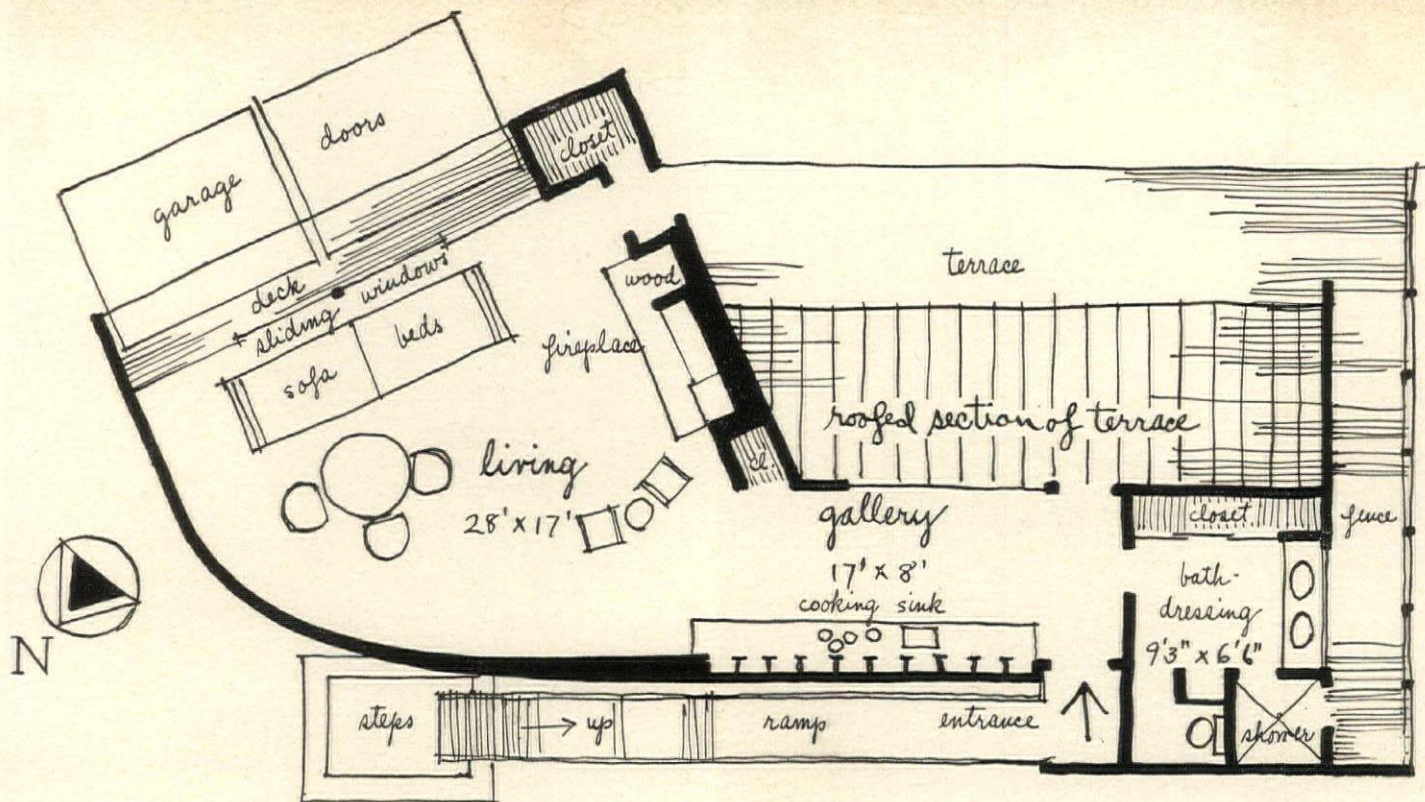 doors
garage
closet
deck
sliding windows
sofa
beds
wood
fireplace
terrace
roofed section of terrace
cl.
living
28' x 17'
gallery
17' x 8'
cooking sink
closet
fence
bath-
dressing
9'3" x 6'6"
N
steps
up
ramp
entrance
shower